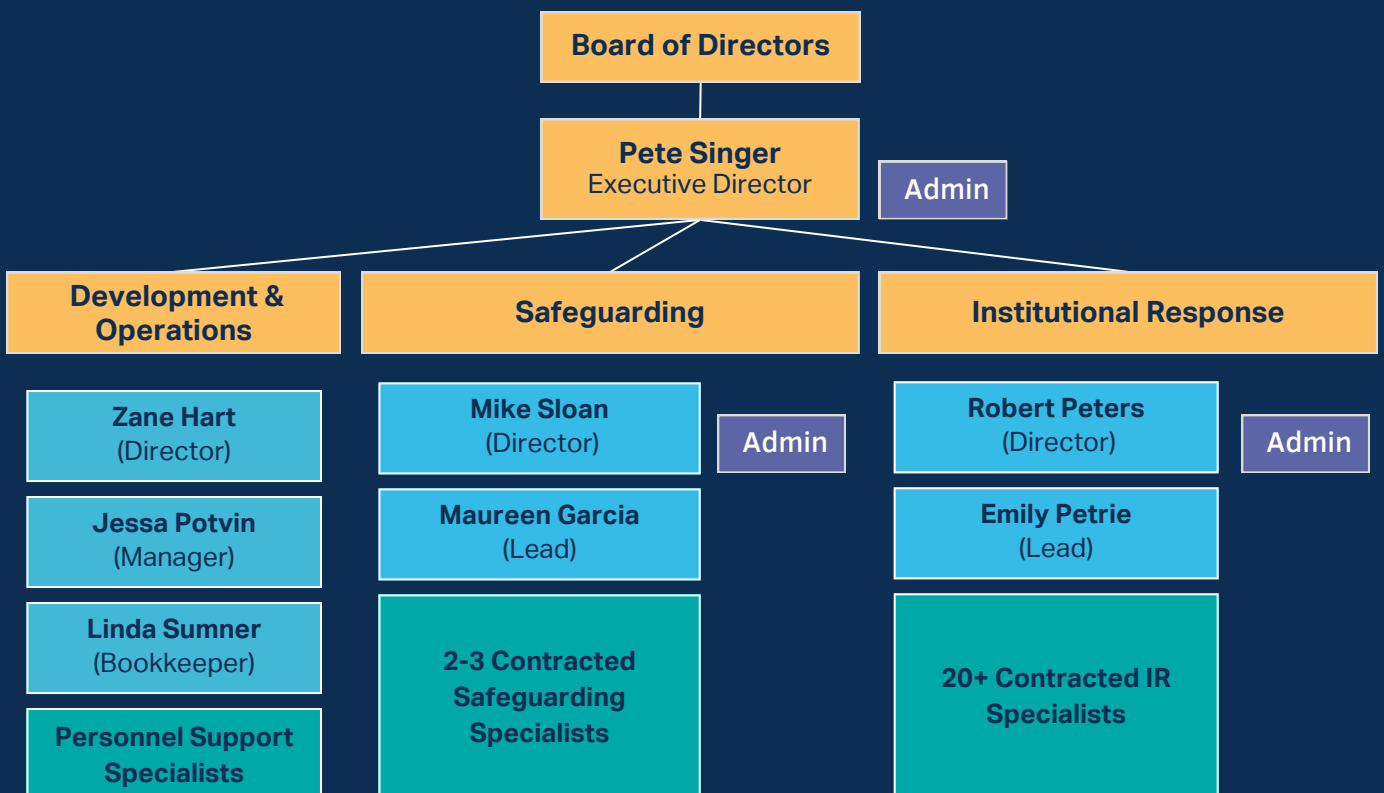 Board of Directors
Pete Singer
Executive Director
Admin
Development &
Operations
Safeguarding
Institutional Response
Zane Hart
(Director)
Jessa Potvin
(Manager)
Linda Sumner
(Bookkeeper)
Personnel Support
Specialists
Mike Sloan
(Director)
Admin
Maureen Garcia
(Lead)
2-3 Contracted
Safeguarding
Specialists
Robert Peters
(Director)
Admin
Emily Petrie
(Lead)
20+ Contracted IR
Specialists